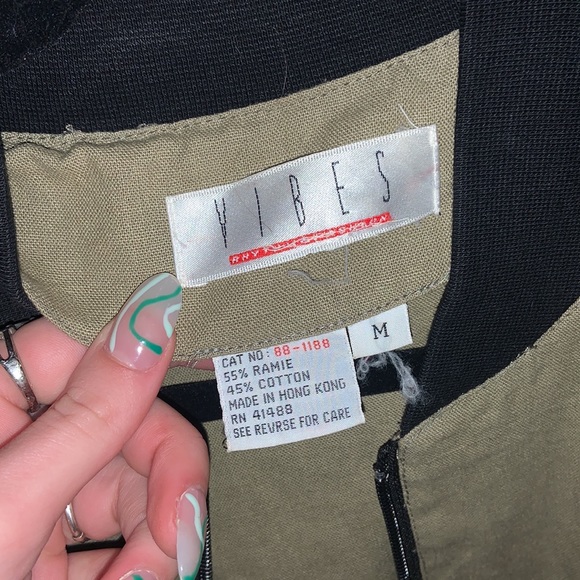 VIBES
M
CAT NO: 88-1188
55% RAMIE
45% COTTON
MADE IN HONG KONG
RN 41488
SEE REVRSE FOR CARE